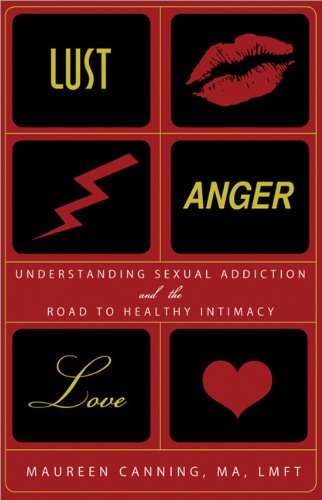 LUST
ANGER
UNDERSTANDING SEXUAL ADDICTION
and the
ROAD TO HEALTHY INTIMACY
Love
MAUREEN CANNING, MA, LMFT